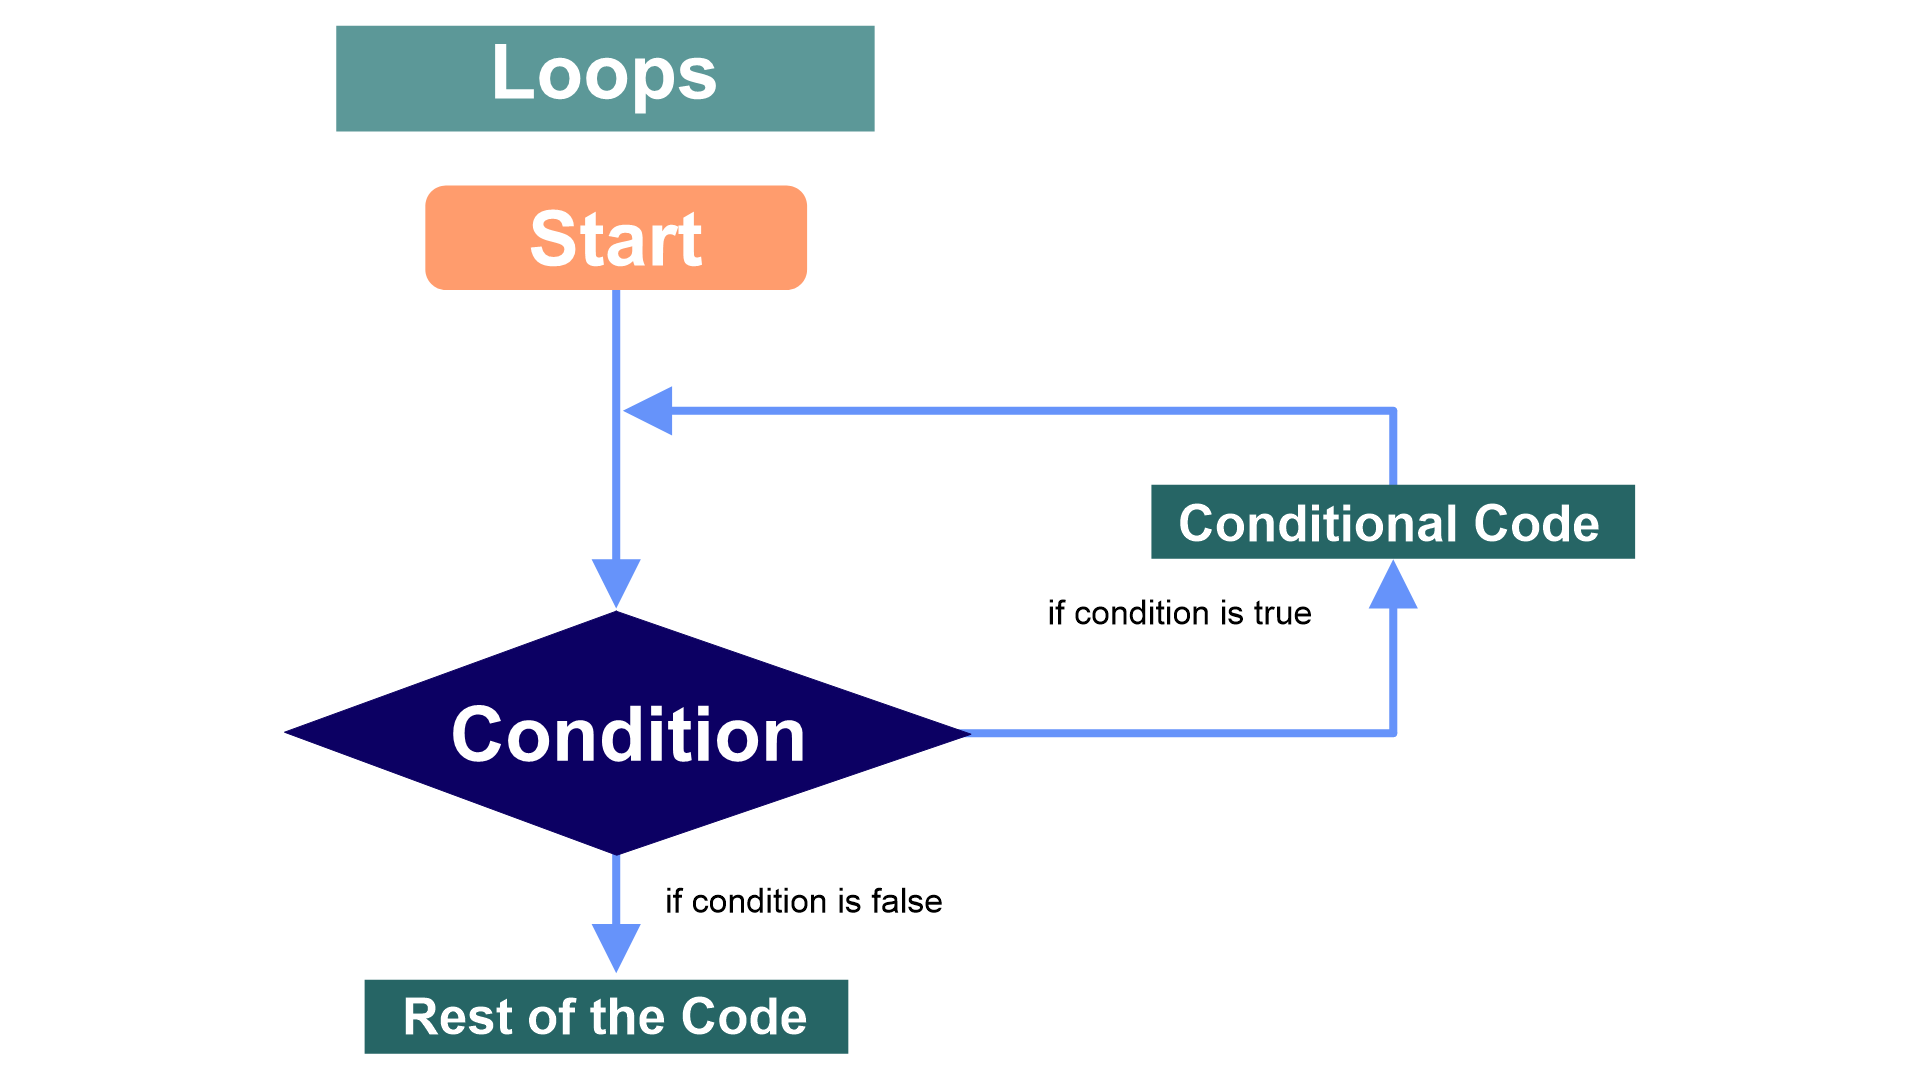 Loops
Start
Conditional Code
if condition is true
Condition
if condition is false
Rest of the Code